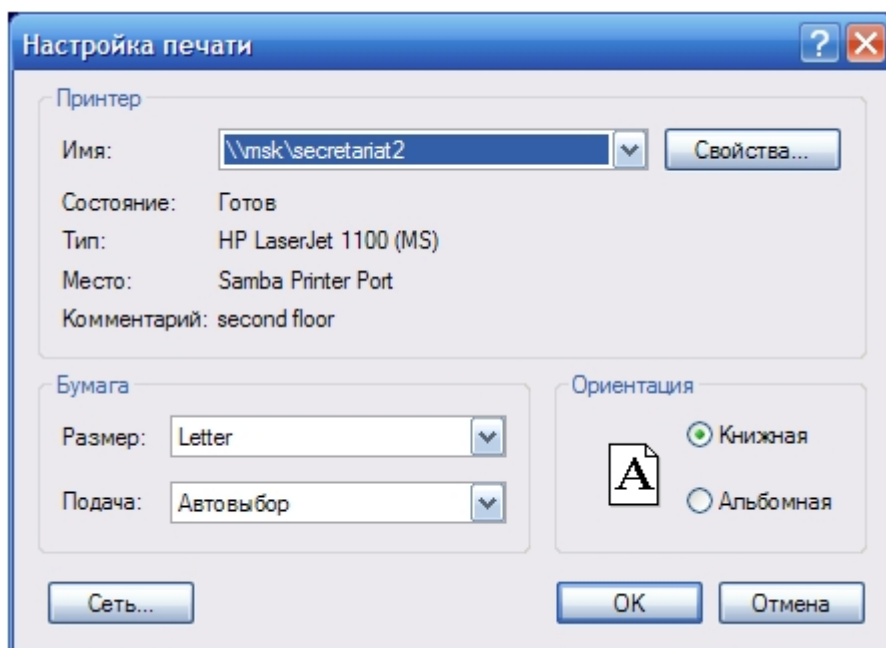 Настройка печати
Принтер
Имя: \\msk\secretariat2 Свойства...
Состояние: Готов
Тип: HP LaserJet 1100 (MS)
Место: Samba Printer Port
Комментарий: second floor
Бумага
Размер: Letter
Подача: Автовыбор
Ориентация
A
Книжная
Альбомная
Сеть... OK Отмена